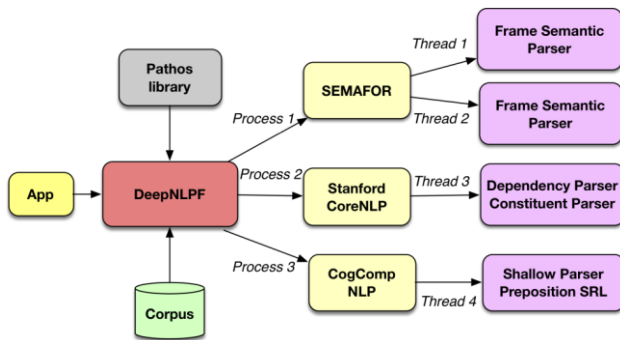 Thread 1
Frame Semantic
Parser
Pathos
library
SEMAFOR
Process 1
Thread 2
Frame Semantic
Parser
Process 2
App
DeepNLPF
Stanford
CoreNLP
Thread 3
Dependency Parser
Constituent Parser
Process 3
CogComp
NLP
Thread 4
Shallow Parser
Preposition SRL
Corpus